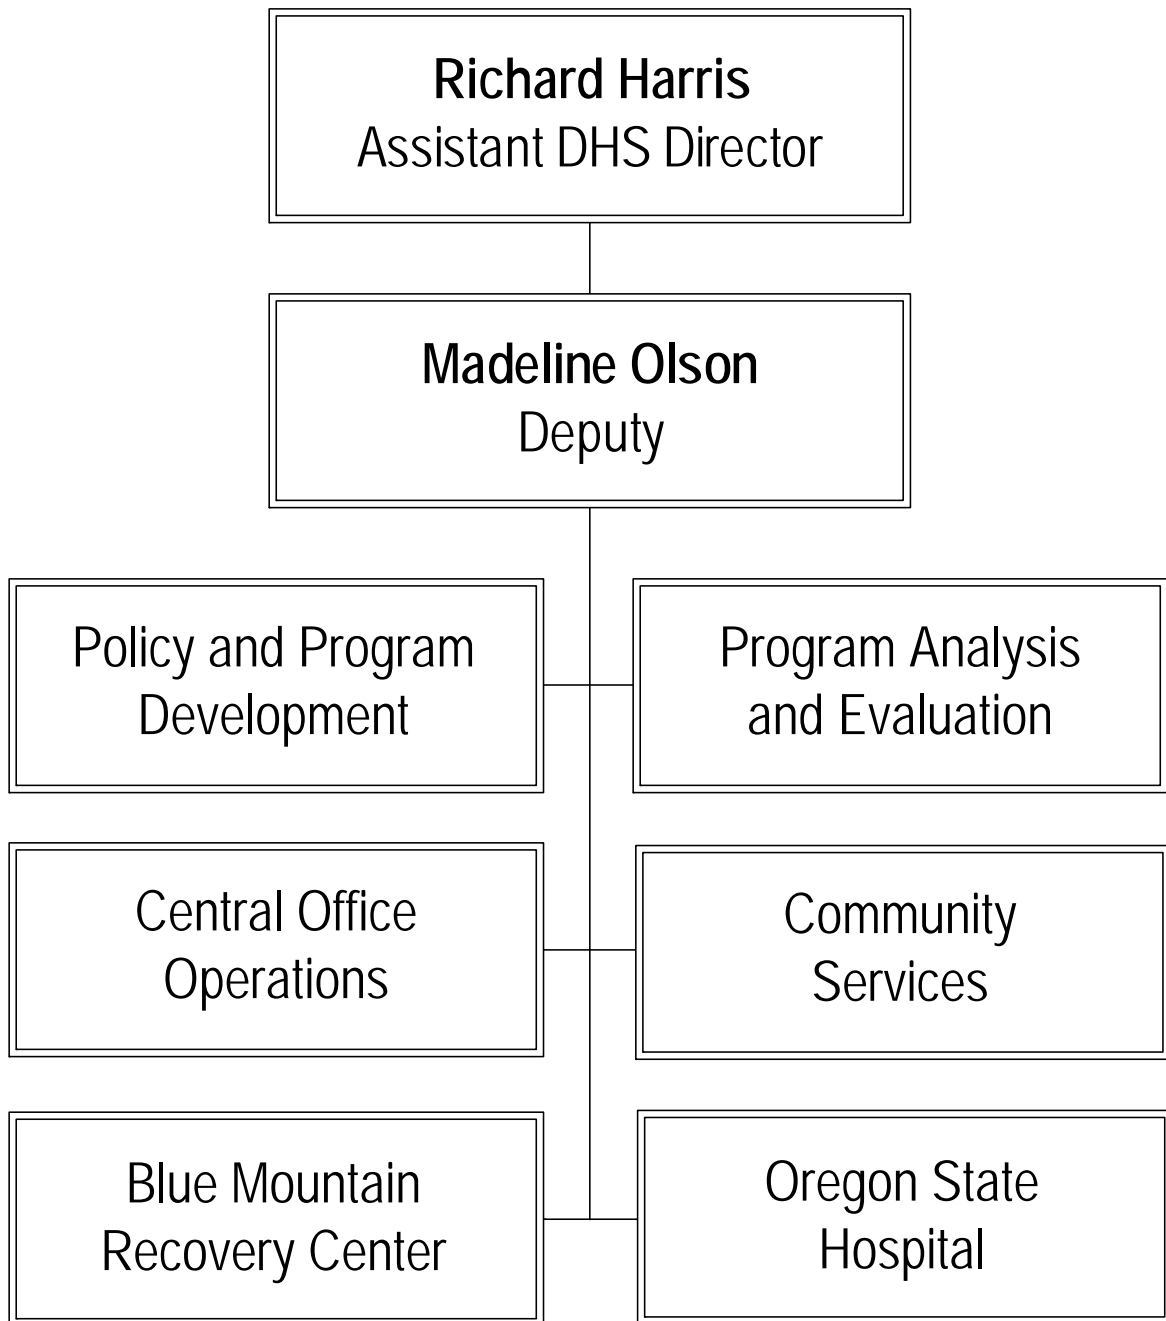 Richard Harris
Assistant DHS Director
Madeline Olson
Deputy
Policy and Program
Development
Program Analysis
and Evaluation
Central Office
Operations
Community
Services
Blue Mountain
Recovery Center
Oregon State
Hospital